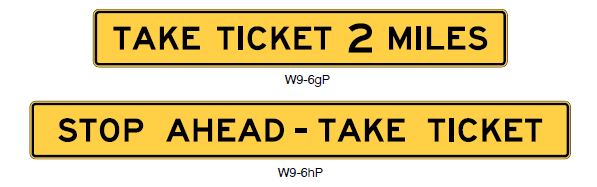 TAKE TICKET 2 MILES
W9-6gP
STOP AHEAD - TAKE TICKET
W9-6hP